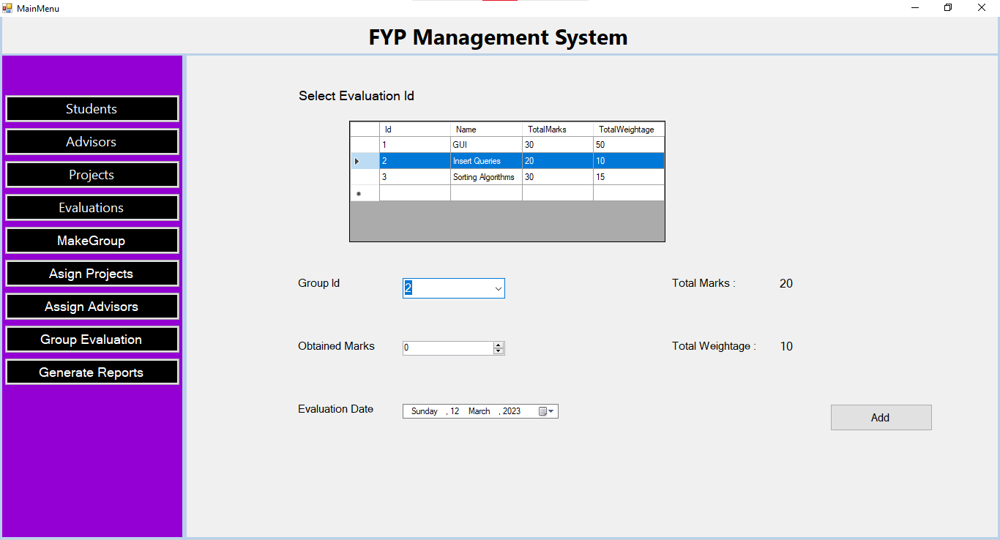 MainMenu
FYP Management System
Students
Advisors
Projects
Evaluations
MakeGroup
Asign Projects
Assign Advisors
Group Evaluation
Generate Reports
Select Evaluation Id
Id Name TotalMarks TotalWeightage
1 GUI 30 50
2 Insert Queries 20 10
3 Sorting Algorithms 30 15
Group Id 2 Total Marks : 20
Obtained Marks 0 Total Weightage : 10
Evaluation Date Sunday , 12 March , 2023
Add